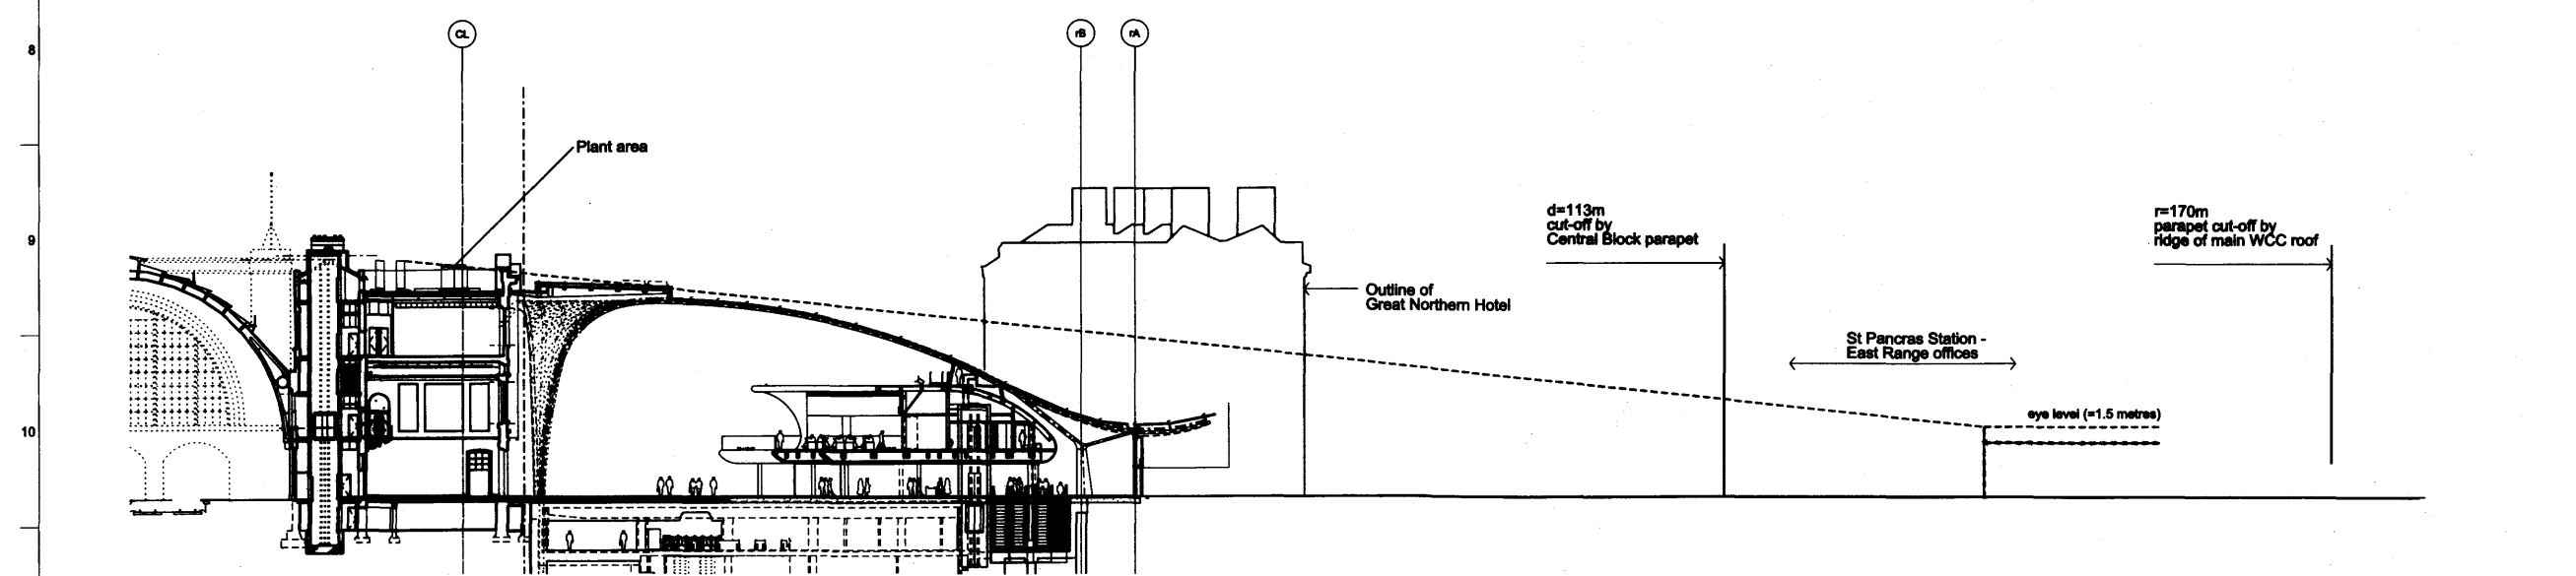 CL
rB
rA
8
Plant area
9
d=113m
cut-off by
Central Block parapet
r=170m
parapet cut-off by
ridge of main WCC roof
Outline of
Great Northern Hotel
St Pancras Station -
East Range offices
eye level (=1.5 metres)
10